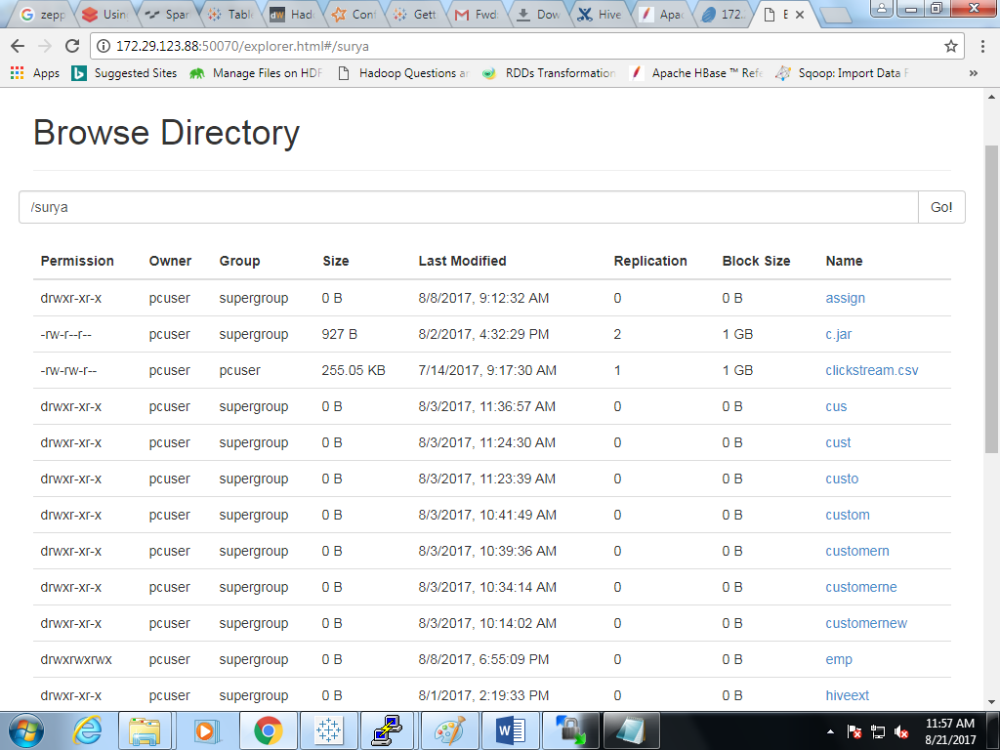 zepp Usin Spar Tabl Had Cont Gett Fwd: Dow Hive Apac 172. E
172.29.123.88:50070/explorer.html#/surya
Apps Suggested Sites Manage Files on HDF Hadoop Questions an RDDs Transformation Apache HBase ™ Refe Sqoop: Import Data F »
Browse Directory
/surya Go!
Permission Owner Group Size Last Modified Replication Block Size Name
drwxr-xr-x pcuser supergroup 0 B 8/8/2017, 9:12:32 AM 0 0 B assign
-rw-r--r-- pcuser supergroup 927 B 8/2/2017, 4:32:29 PM 2 1 GB c.jar
-rw-rw-r-- pcuser pcuser 255.05 KB 7/14/2017, 9:17:30 AM 1 1 GB clickstream.csv
drwxr-xr-x pcuser supergroup 0 B 8/3/2017, 11:36:57 AM 0 0 B cus
drwxr-xr-x pcuser supergroup 0 B 8/3/2017, 11:24:30 AM 0 0 B cust
drwxr-xr-x pcuser supergroup 0 B 8/3/2017, 11:23:39 AM 0 0 B custo
drwxr-xr-x pcuser supergroup 0 B 8/3/2017, 10:41:49 AM 0 0 B custom
drwxr-xr-x pcuser supergroup 0 B 8/3/2017, 10:39:36 AM 0 0 B customern
drwxr-xr-x pcuser supergroup 0 B 8/3/2017, 10:34:14 AM 0 0 B customerne
drwxr-xr-x pcuser supergroup 0 B 8/3/2017, 10:14:02 AM 0 0 B customernew
drwxrwxrwx pcuser supergroup 0 B 8/8/2017, 6:55:09 PM 0 0 B emp
drwxr-xr-x pcuser supergroup 0 B 8/1/2017, 2:19:33 PM 0 0 B hiveext
11:57 AM
8/21/2017